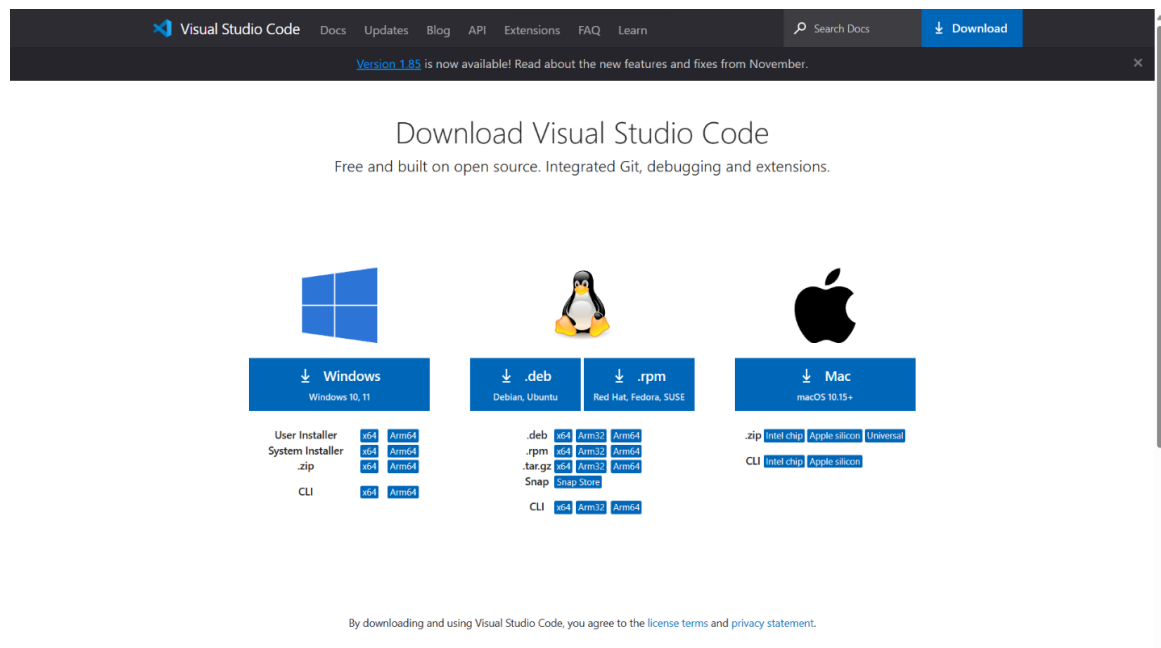 Visual Studio Code Docs Updates Blog API Extensions FAQ Learn Search Docs Download
Version 1.85 is now available! Read about the new features and fixes from November.
Download Visual Studio Code
Free and built on open source. Integrated Git, debugging and extensions.
Windows
Windows 10, 11
User Installer x64 Arm64
System Installer x64 Arm64
.zip x64 Arm64
CLI x64 Arm64
.deb
Debian, Ubuntu
.rpm
Red Hat, Fedora, SUSE
.deb x64 Arm32 Arm64
.rpm x64 Arm32 Arm64
.tar.gz x64 Arm32 Arm64
Snap Snap Store
CLI x64 Arm32 Arm64
Mac
macOS 10.15+
.zip Intel chip Apple silicon Universal
CLI Intel chip Apple silicon
By downloading and using Visual Studio Code, you agree to the license terms and privacy statement.